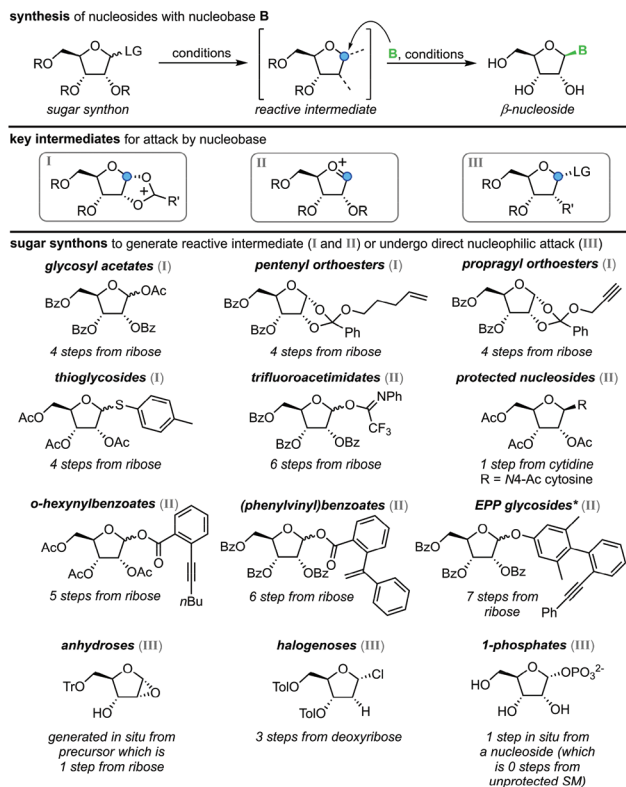 synthesis of nucleosides with nucleobase B
RO
O
LG
RO
OR
sugar synthon
conditions
RO
O
RO
reactive intermediate
B, conditions
HO
O
B
HO
OH
β-nucleoside
key intermediates for attack by nucleobase
I
RO
O
O
RO
O
+
R'
II
RO
O+
RO
OR
III
RO
O
LG
RO
R'
sugar synthons to generate reactive intermediate (I and II) or undergo direct nucleophilic attack (III)
glycosyl acetates (I)
BzO
O
OAc
BzO
OBz
4 steps from ribose
pentenyl orthoesters (I)
BzO
O
O
O
BzO
O
Ph
4 steps from ribose
propragyl orthoesters (I)
BzO
O
O
O
BzO
O
Ph
4 steps from ribose
thioglycosides (I)
AcO
O
S
AcO
OAc
4 steps from ribose
trifluoroacetimidates (II)
BzO
O
O
NPh
CF3
BzO
OBz
6 steps from ribose
protected nucleosides (II)
AcO
O
R
AcO
OAc
1 step from cytidine
R = N4-Ac cytosine
o-hexynylbenzoates (II)
AcO
O
O
O
AcO
OAc
nBu
5 steps from ribose
(phenylvinyl)benzoates (II)
BzO
O
O
O
BzO
OBz
6 step from ribose
EPP glycosides* (II)
BzO
O
O
BzO
OBz
Ph
7 steps from
ribose
anhydroses (III)
TrO
O
O
HO
generated in situ from
precursor which is
1 step from ribose
halogenoses (III)
TolO
O
Cl
TolO
H
3 steps from deoxyribose
1-phosphates (III)
HO
O
OPO3 2-
HO
OH
1 step in situ from
a nucleoside (which
is 0 steps from
unprotected SM)